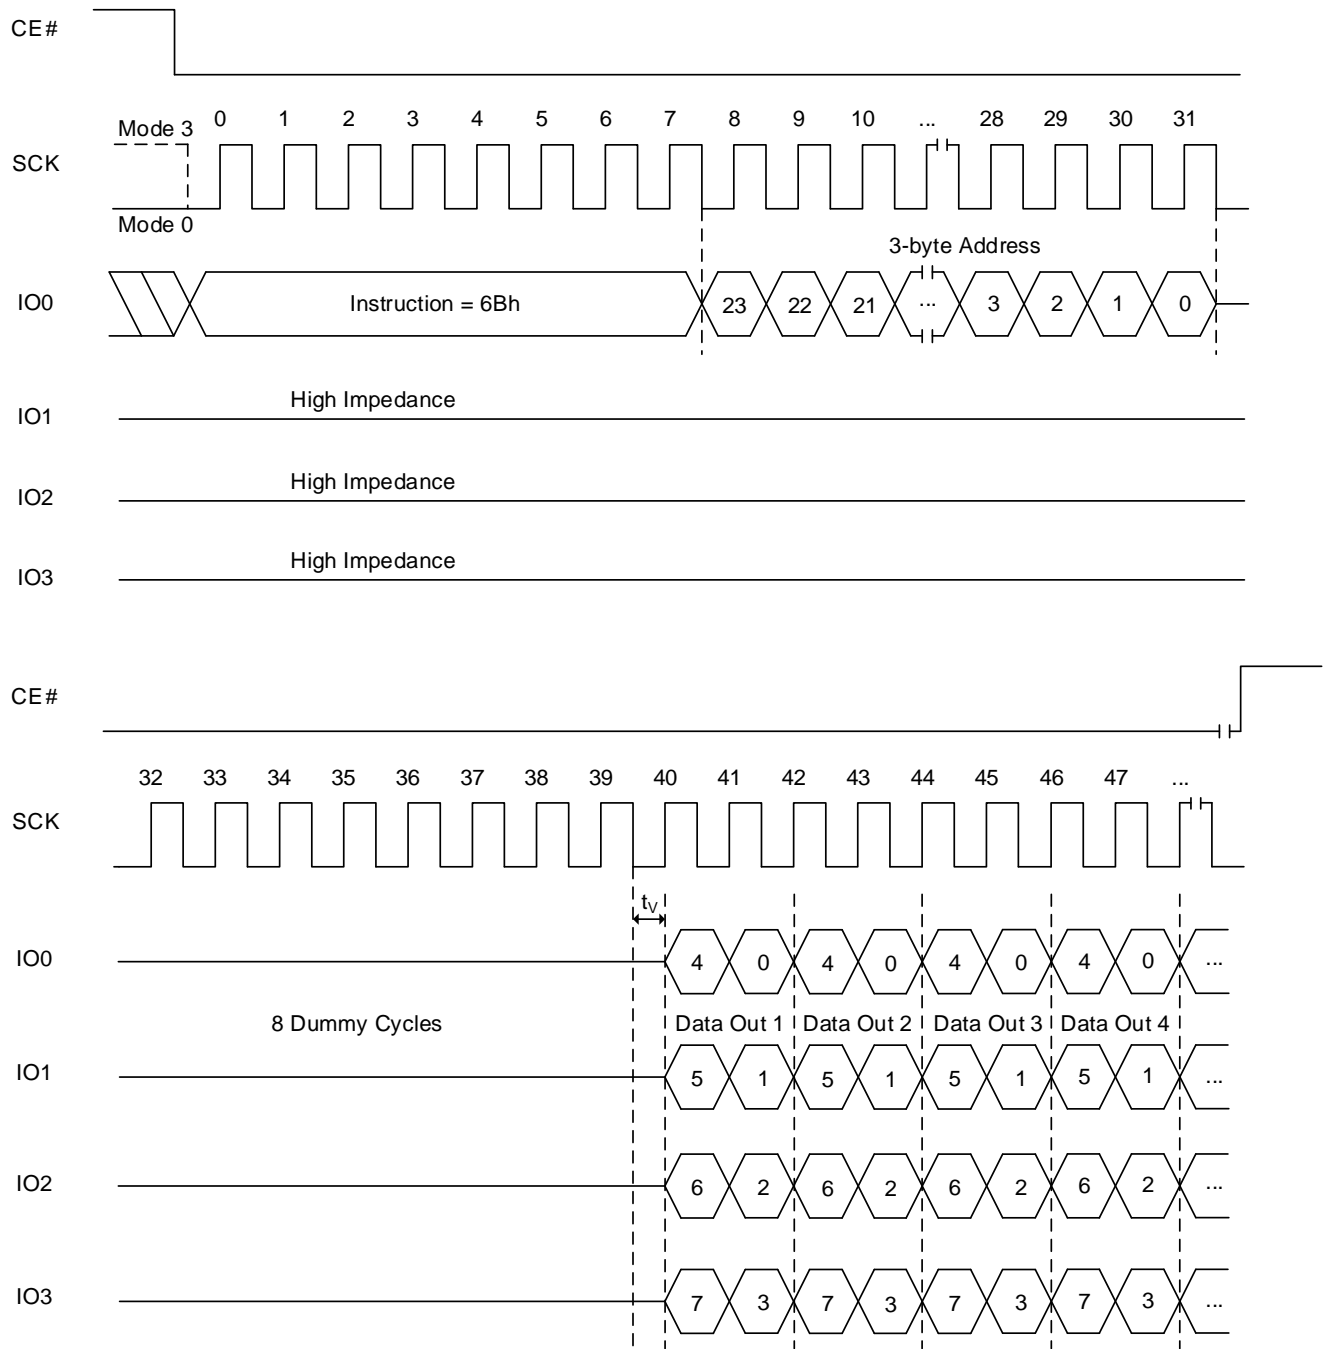 CE#
Mode 3 0 1 2 3 4 5 6 7 8 9 10 ... 28 29 30 31
SCK
Mode 0
3-byte Address
IO0 Instruction = 6Bh 23 22 21 ... 3 2 1 0
High Impedance
IO1
High Impedance
IO2
High Impedance
IO3
CE#
32 33 34 35 36 37 38 39 40 41 42 43 44 45 46 47 ...
SCK
tV
IO0 4 0 4 0 4 0 4 0 ...
8 Dummy Cycles Data Out 1 Data Out 2 Data Out 3 Data Out 4
IO1 5 1 5 1 5 1 5 1 ...
IO2 6 2 6 2 6 2 6 2 ...
IO3 7 3 7 3 7 3 7 3 ...